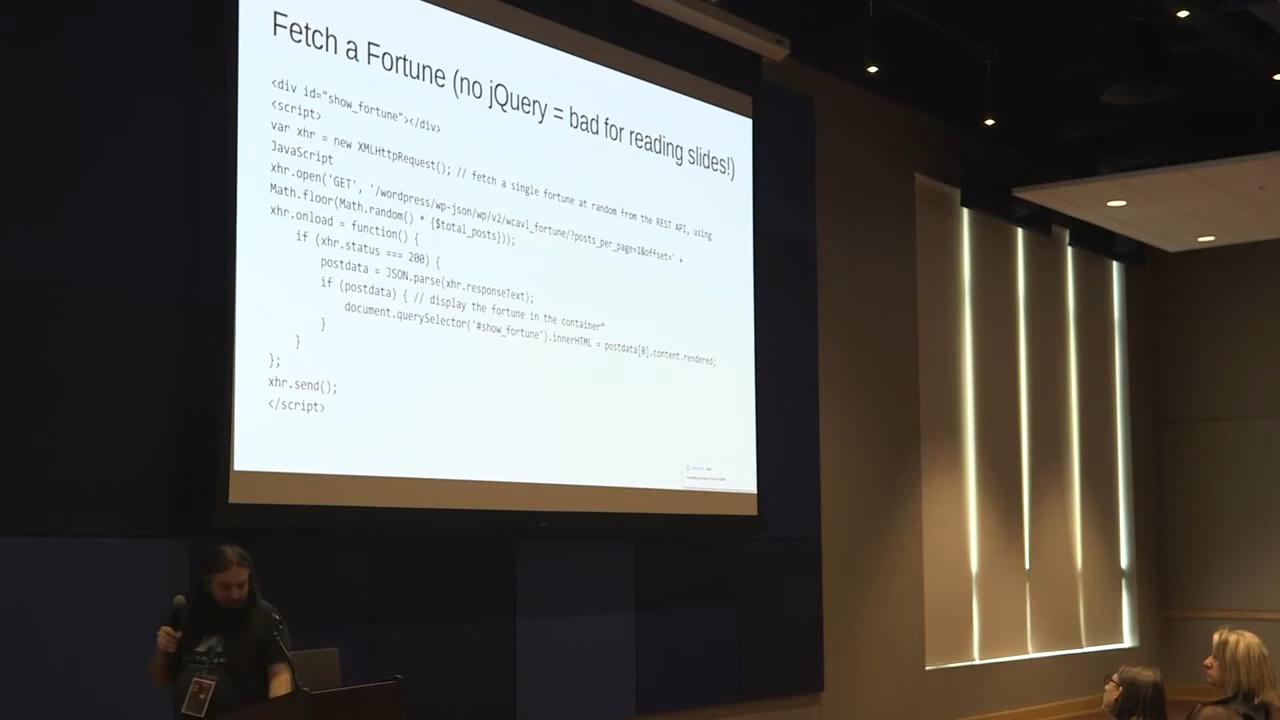 Fetch a Fortune (no jQuery = bad for reading slides!)
<div id="show_fortune"></div>
<script>
var xhr = new XMLHttpRequest(); // fetch a single fortune at random from the REST API, using
JavaScript
xhr.open('GET', '/wordpress/wp-json/wp/v2/wcavl_fortune/?posts_per_page=1&offset=' +
Math.floor(Math.random() * {$total_posts}));
xhr.onload = function() {
if (xhr.status === 200) {
postdata = JSON.parse(xhr.responseText);
if (postdata) { // display the fortune in the container"
document.querySelector('#show_fortune').innerHTML = postdata[0].content.rendered;
}
}
};
xhr.send();
</script>